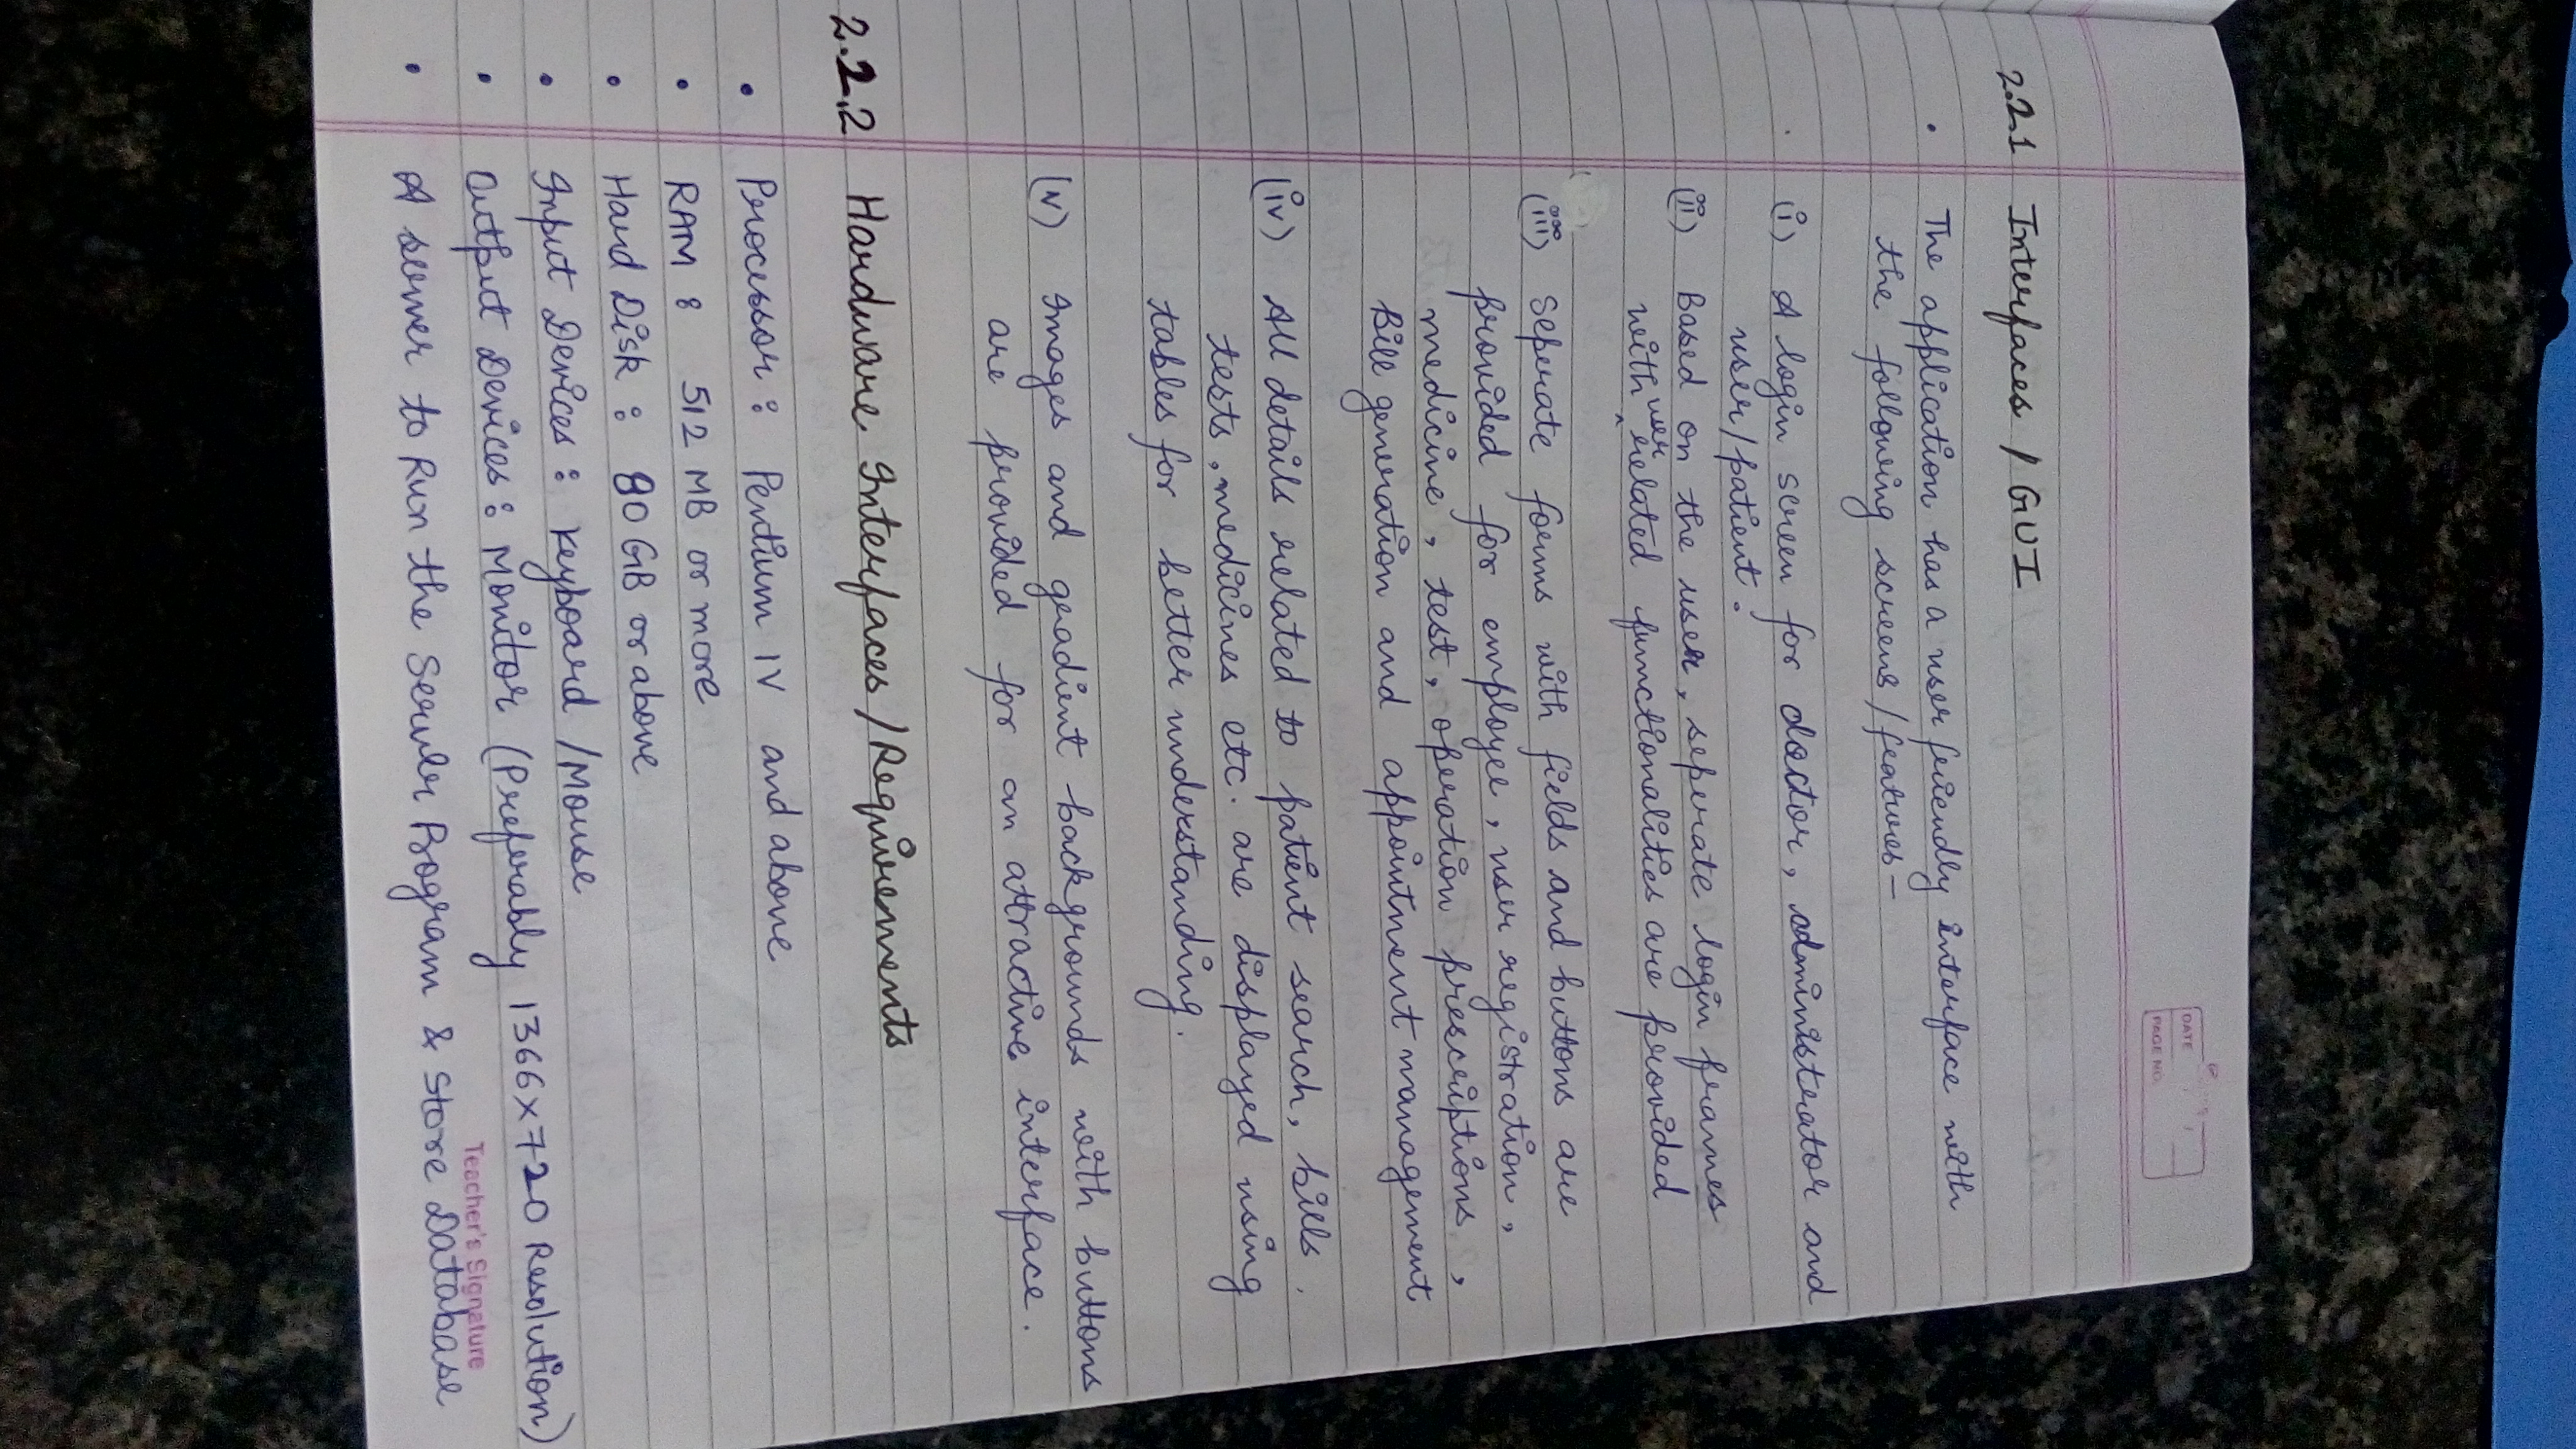 DATE
PAGE NO.
2.2.1 Interfaces / GUI
• The application has a user friendly interface with
the following screens / features —
(i) A login screen for doctor, administrator and
user/patient.
(ii) Based on the user, seperate login frames
with user related functionalities are provided
(iii) Seperate forms with fields and buttons are
provided for employee, user registration,
medicine, test, operation prescriptions,
Bill generation and appointment management
(iv) All details related to patient search, bills,
tests, medicines etc. are displayed using
tables for better understanding.
(v) Images and gradient backgrounds with buttons
are provided for an attractive interface.
2.2.2 Hardware Interfaces / Requirements
• Processor : Pentium IV and above
• RAM : 512 MB or more
• Hard Disk : 80 GB or above
• Input Devices : Keyboard / Mouse
• Output Devices : Monitor (Preferably 1366x720 Resolution)
Teacher's Signature
• A server to Run the Server Program & Store Database